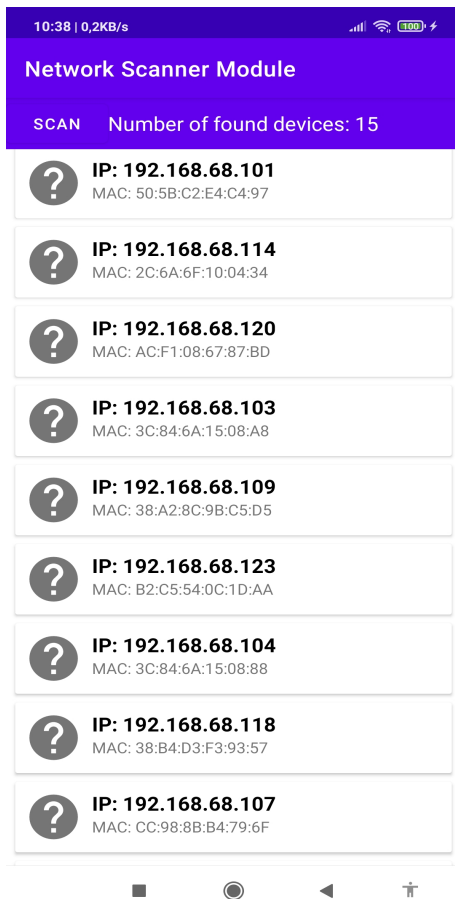 10:38 | 0,2KB/s
100
Network Scanner Module
SCAN
Number of found devices: 15
IP: 192.168.68.101
MAC: 50:5B:C2:E4:C4:97
IP: 192.168.68.114
MAC: 2C:6A:6F:10:04:34
IP: 192.168.68.120
MAC: AC:F1:08:67:87:BD
IP: 192.168.68.103
MAC: 3C:84:6A:15:08:A8
IP: 192.168.68.109
MAC: 38:A2:8C:9B:C5:D5
IP: 192.168.68.123
MAC: B2:C5:54:0C:1D:AA
IP: 192.168.68.104
MAC: 3C:84:6A:15:08:88
IP: 192.168.68.118
MAC: 38:B4:D3:F3:93:57
IP: 192.168.68.107
MAC: CC:98:8B:B4:79:6F